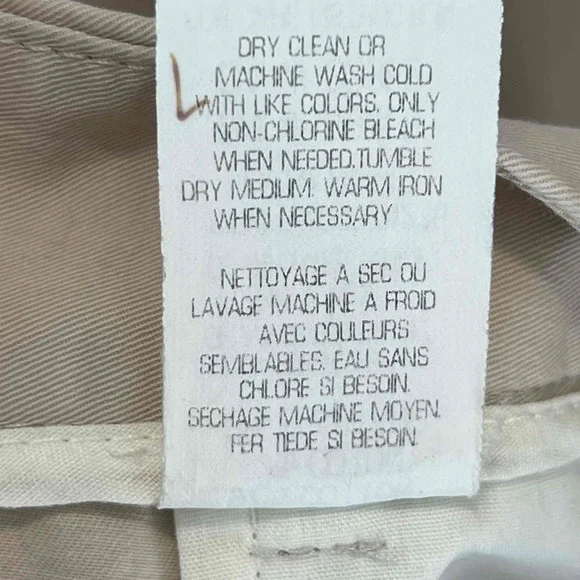 DRY CLEAN OR
MACHINE WASH COLD
WITH LIKE COLORS. ONLY
NON-CHLORINE BLEACH
WHEN NEEDED.TUMBLE
DRY MEDIUM. WARM IRON
WHEN NECESSARY
NETTOYAGE A SEC OU
LAVAGE MACHINE A FROID
AVEC COULEURS
SEMBLABLES. EAU SANS
CHLORE SI BESOIN.
SECHAGE MACHINE MOYEN.
FER TIEDE SI BESOIN.